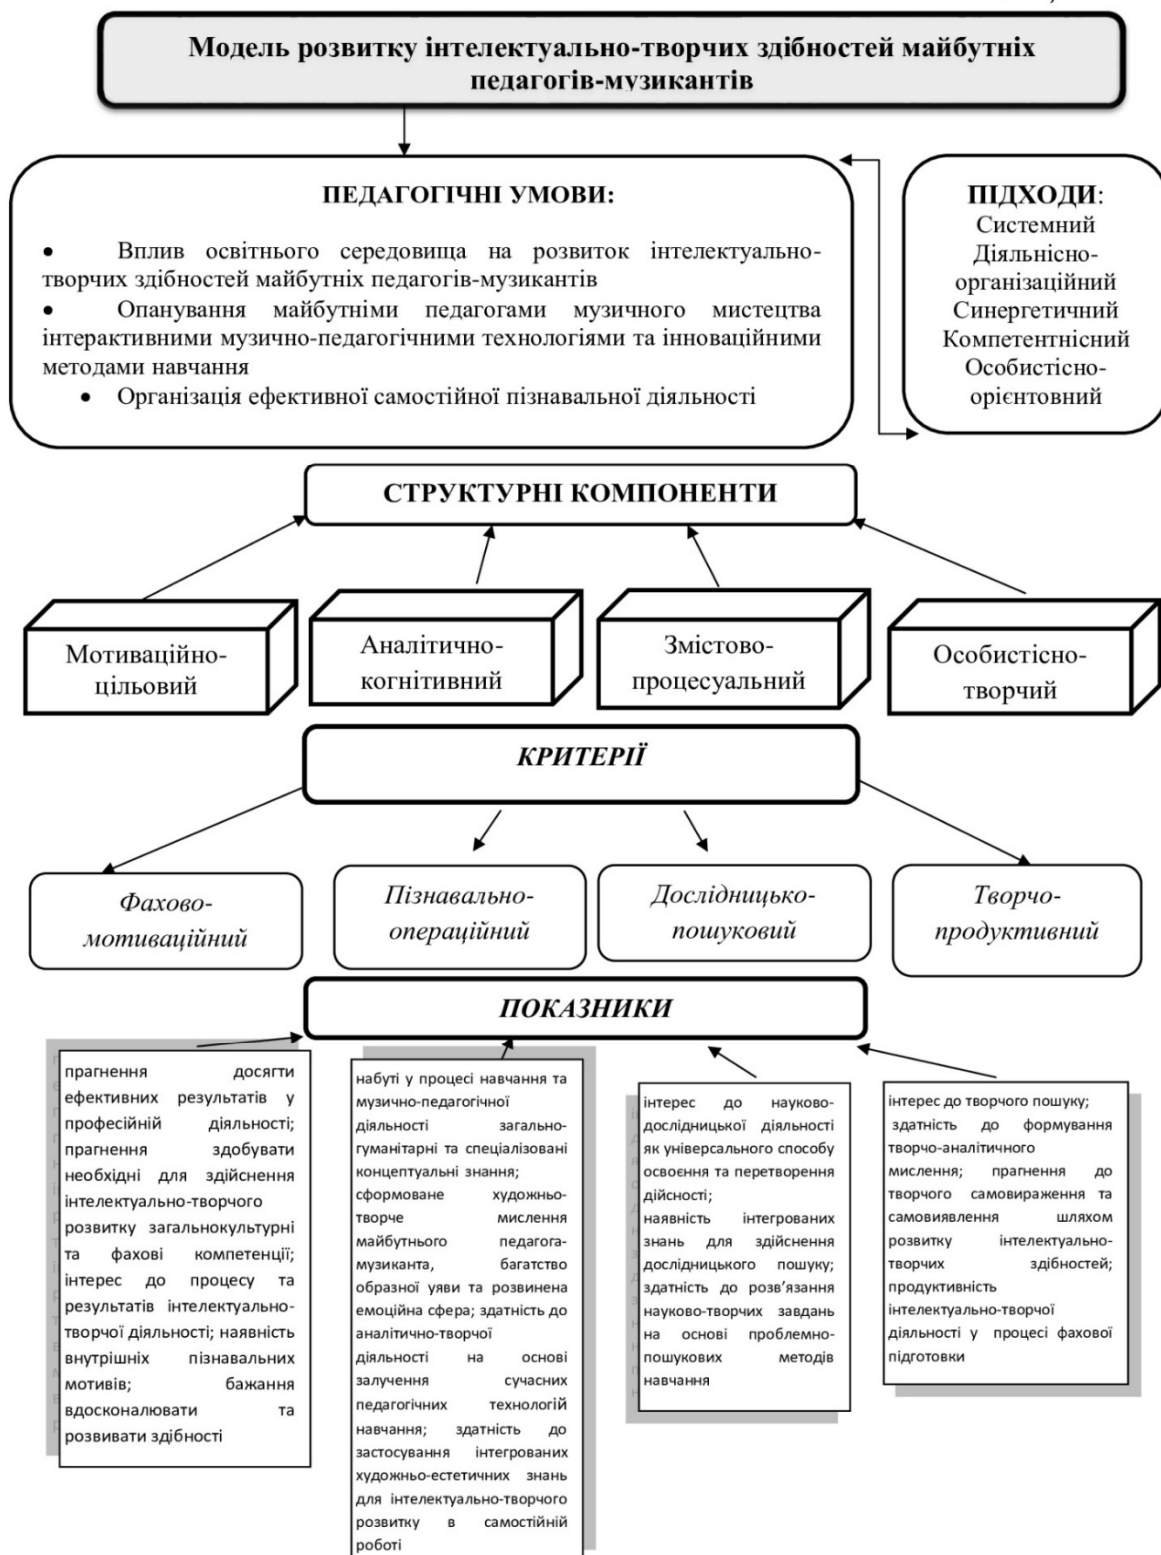 Модель розвитку інтелектуально-творчих здібностей майбутніх
педагогів-музикантів
ПЕДАГОГІЧНІ УМОВИ:
• Вплив освітнього середовища на розвиток інтелектуально-
творчих здібностей майбутніх педагогів-музикантів
• Опанування майбутніми педагогами музичного мистецтва
інтерактивними музично-педагогічними технологіями та інноваційними
методами навчання
• Організація ефективної самостійної пізнавальної діяльності
ПІДХОДИ:
Системний
Діяльнісно-
організаційний
Синергетичний
Компетентнісний
Особистісно-
орієнтовний
СТРУКТУРНІ КОМПОНЕНТИ
Мотиваційно-
цільовий
Аналітично-
когнітивний
Змістово-
процесуальний
Особистісно-
творчий
КРИТЕРІЇ
Фахово-
мотиваційний
Пізнавально-
операційний
Дослідницько-
пошуковий
Творчо-
продуктивний
ПОКАЗНИКИ
прагнення досягти
ефективних результатів у
професійній діяльності;
прагнення здобувати
необхідні для здійснення
інтелектуально-творчого
розвитку загальнокультурні
та фахові компетенції;
інтерес до процесу та
результатів інтелектуально-
творчої діяльності; наявність
внутрішніх пізнавальних
мотивів; бажання
вдосконалювати та
розвивати здібності
набуті у процесі навчання та
музично-педагогічної
діяльності загально-
гуманітарні та спеціалізовані
концептуальні знання;
сформоване художньо-
творче мислення
майбутнього педагога-
музиканта, багатство
образної уяви та розвинена
емоційна сфера; здатність до
аналітично-творчої
діяльності на основі
залучення сучасних
педагогічних технологій
навчання; здатність до
застосування інтегрованих
художньо-естетичних знань
для інтелектуально-творчого
розвитку в самостійній
роботі
інтерес до науково-
дослідницької діяльності
як універсального способу
освоєння та перетворення
дійсності;
наявність інтегрованих
знань для здійснення
дослідницького пошуку;
здатність до розв’язання
науково-творчих завдань
на основі проблемно-
пошукових методів
навчання
інтерес до творчого пошуку;
здатність до формування
творчо-аналітичного
мислення; прагнення до
творчого самовираження та
самовиявлення шляхом
розвитку інтелектуально-
творчих здібностей;
продуктивність
інтелектуально-творчої
діяльності у процесі фахової
підготовки